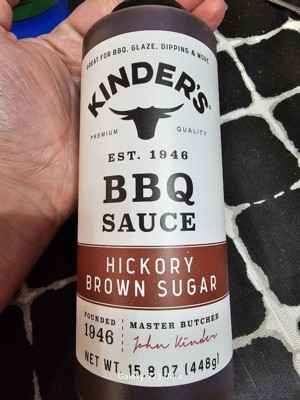 GREAT FOR BBQ, GLAZE, DIPPING & MORE
KINDER'S
PREMIUM QUALITY
EST. 1946
BBQ
SAUCE
HICKORY
BROWN SUGAR
FOUNDED
1946
MASTER BUTCHER
John Kinder
NET WT. 15.8 OZ (448g)